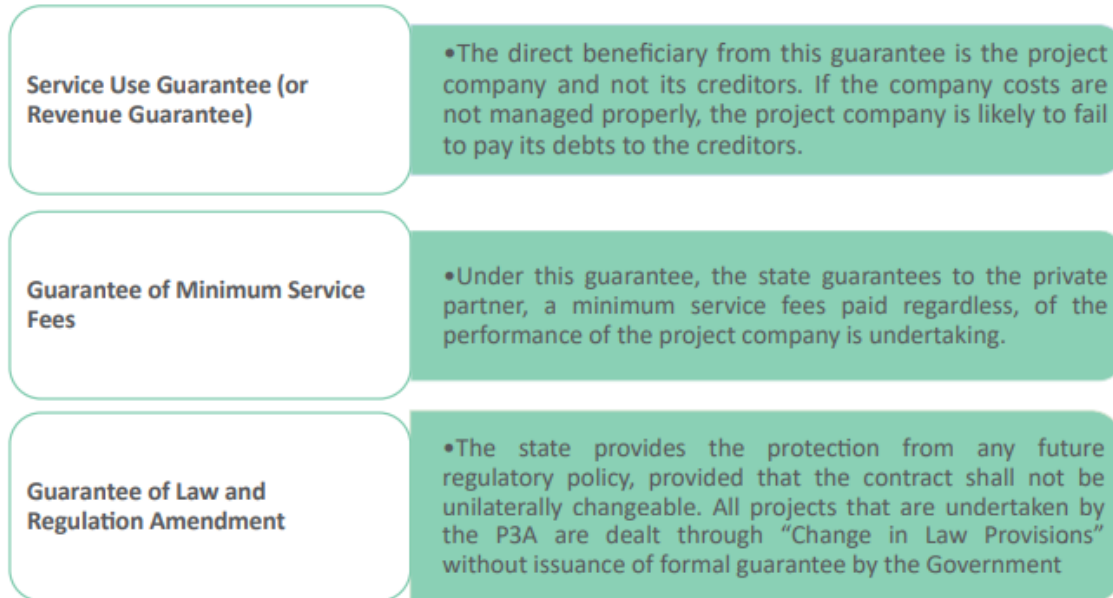 Service Use Guarantee (or
Revenue Guarantee)
•The direct beneficiary from this guarantee is the project
company and not its creditors. If the company costs are
not managed properly, the project company is likely to fail
to pay its debts to the creditors.
Guarantee of Minimum Service
Fees
•Under this guarantee, the state guarantees to the private
partner, a minimum service fees paid regardless, of the
performance of the project company is undertaking.
Guarantee of Law and
Regulation Amendment
•The state provides the protection from any future
regulatory policy, provided that the contract shall not be
unilaterally changeable. All projects that are undertaken by
the P3A are dealt through “Change in Law Provisions”
without issuance of formal guarantee by the Government